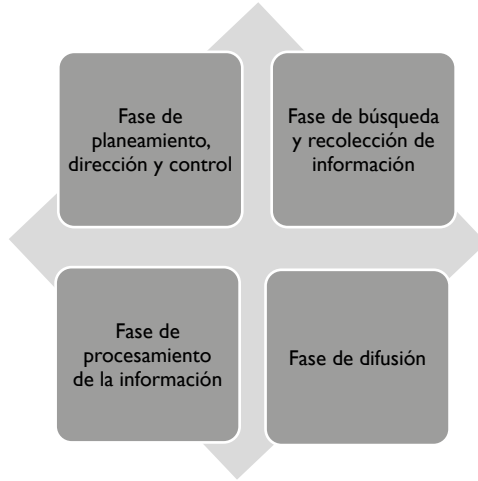 Fase de
planeamiento,
dirección y control
Fase de búsqueda
y recolección de
información
Fase de
procesamiento
de la información
Fase de difusión